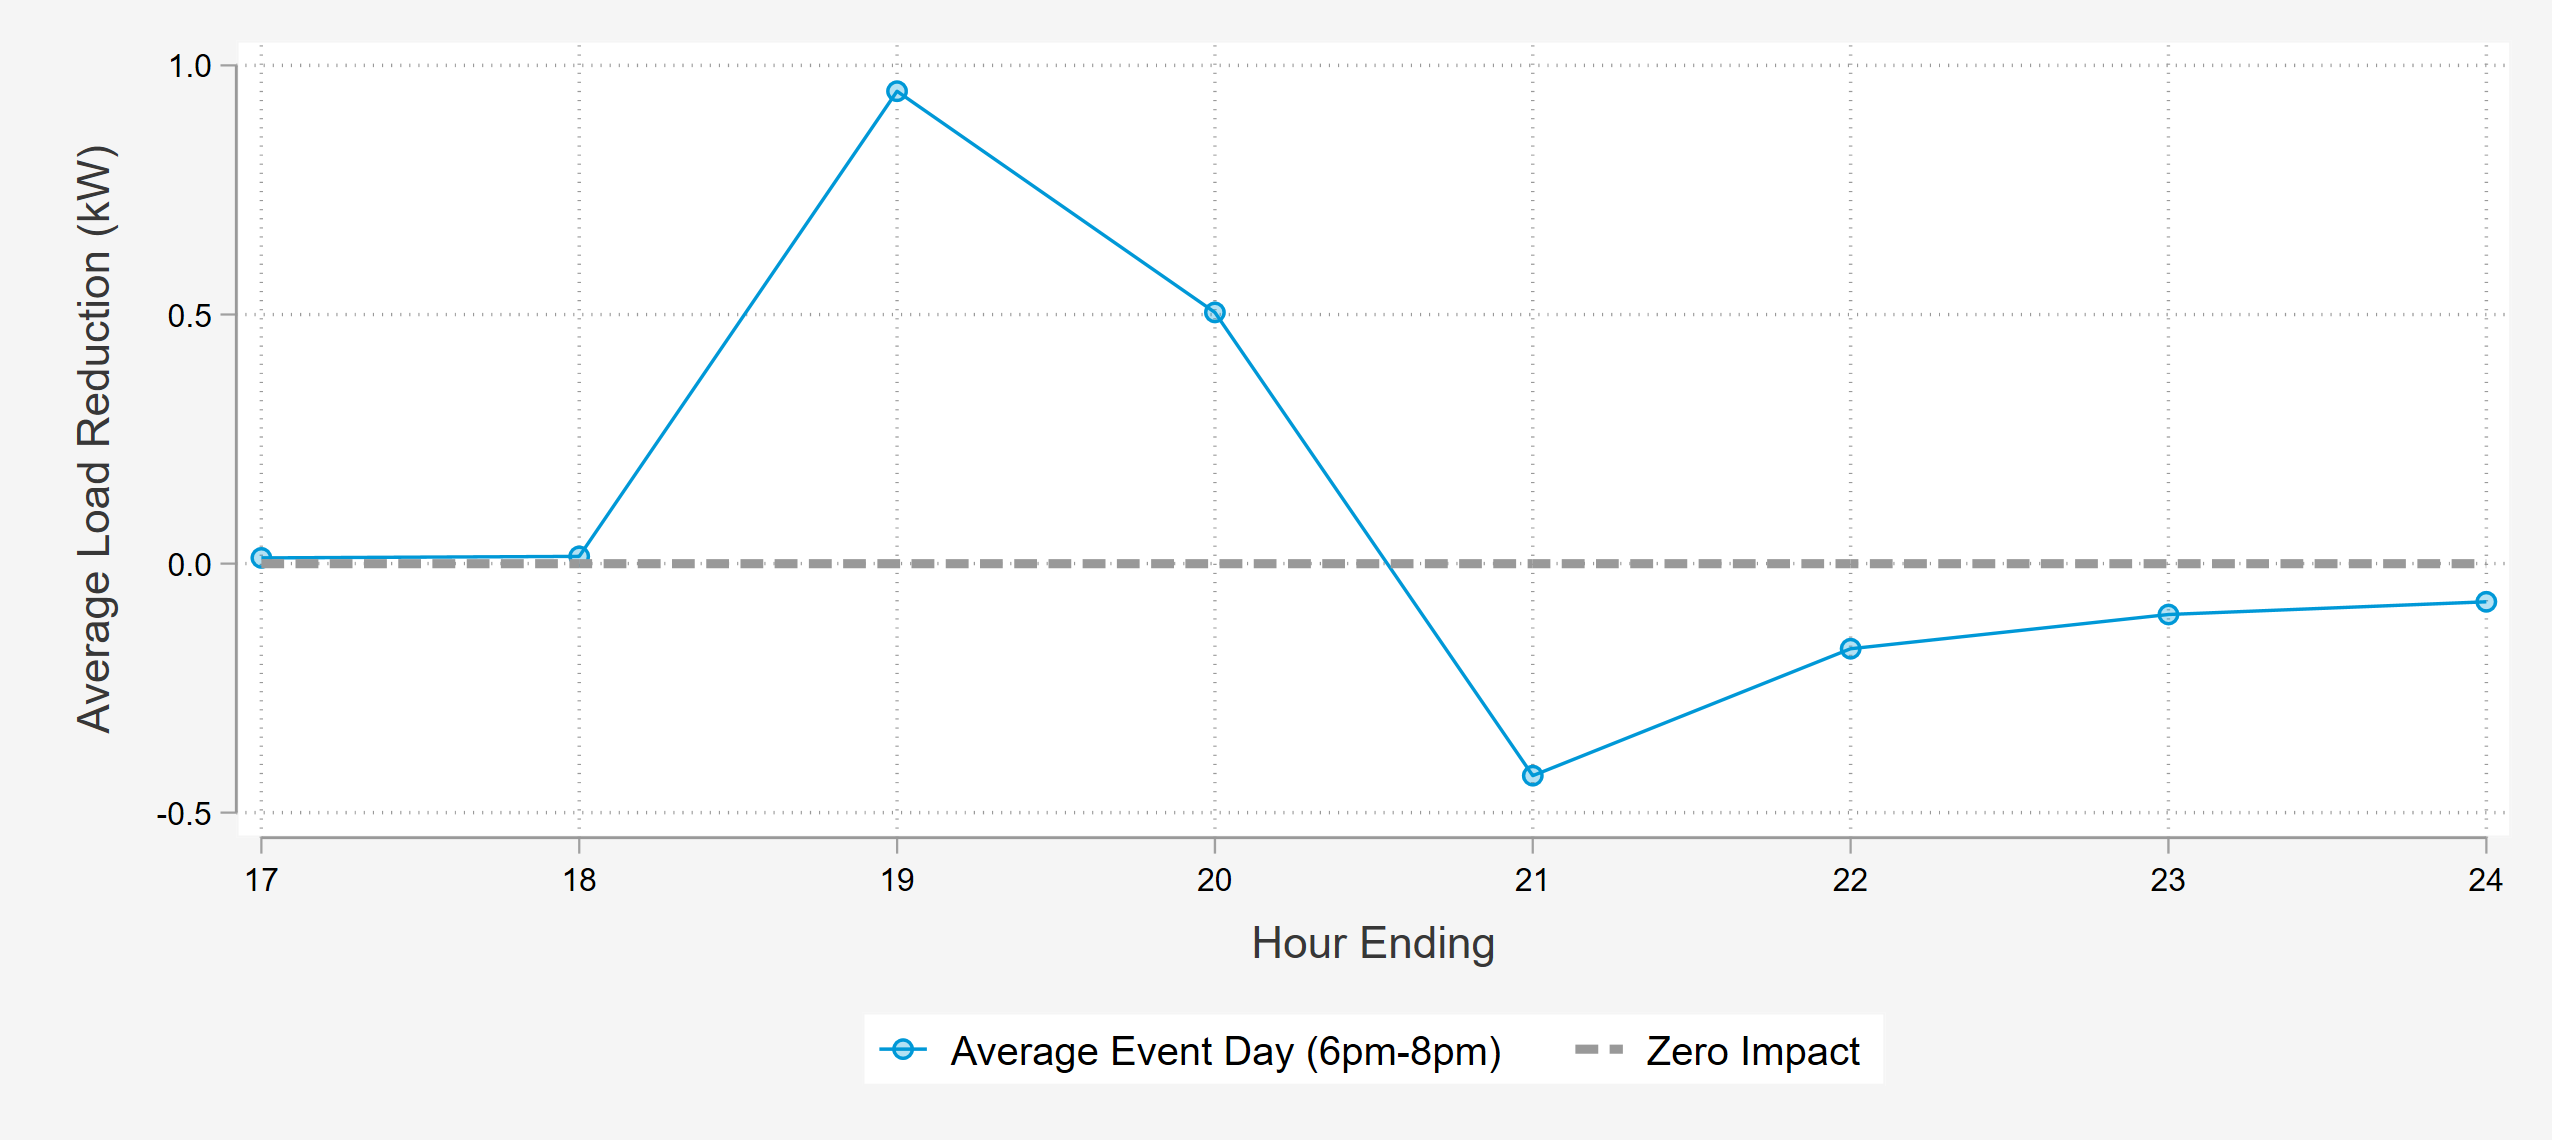 Average Load Reduction (kW)
1.0
0.5
0.0
-0.5
17 18 19 20 21 22 23 24
Hour Ending
Average Event Day (6pm-8pm) Zero Impact